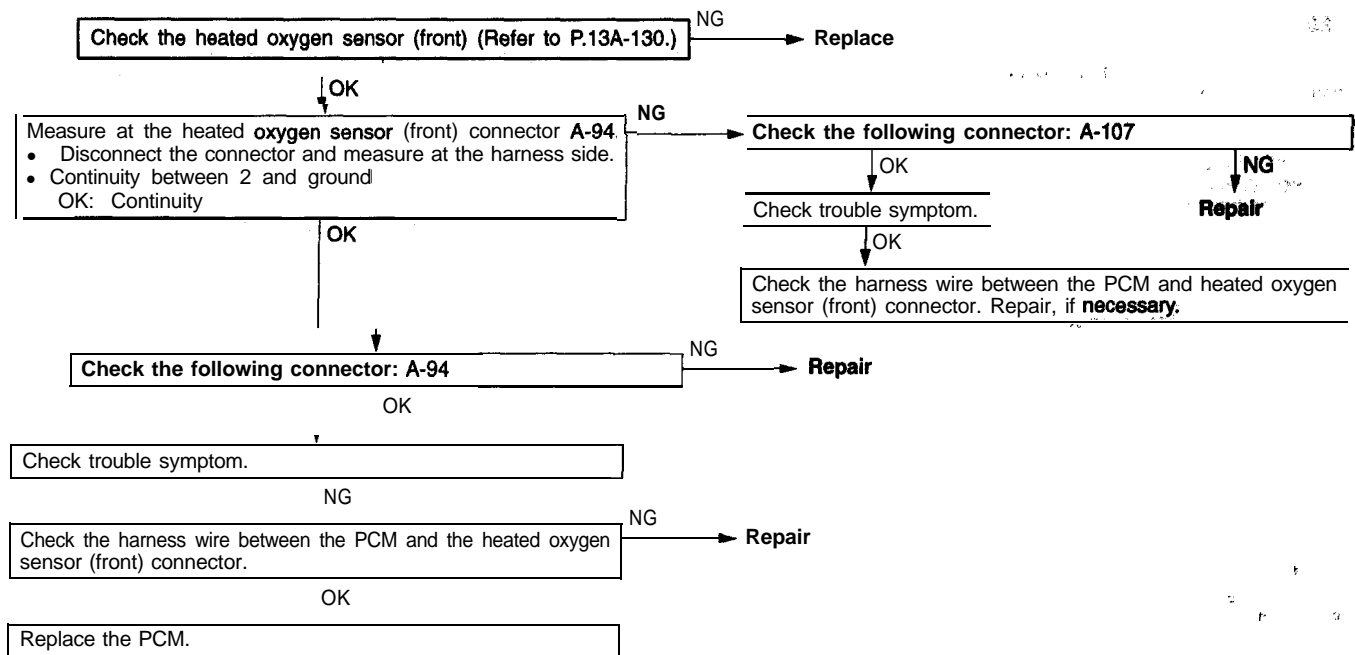 Check the heated oxygen sensor (front) (Refer to P.13A-130.)
NG
Replace
OK
Measure at the heated oxygen sensor (front) connector A-94.
• Disconnect the connector and measure at the harness side.
• Continuity between 2 and ground
OK: Continuity
NG
Check the following connector: A-107
OK
NG
Check trouble symptom.
Repair
OK
Check the harness wire between the PCM and heated oxygen
sensor (front) connector. Repair, if necessary.
OK
Check the following connector: A-94
NG
Repair
OK
Check trouble symptom.
NG
Check the harness wire between the PCM and the heated oxygen
sensor (front) connector.
NG
Repair
OK
Replace the PCM.